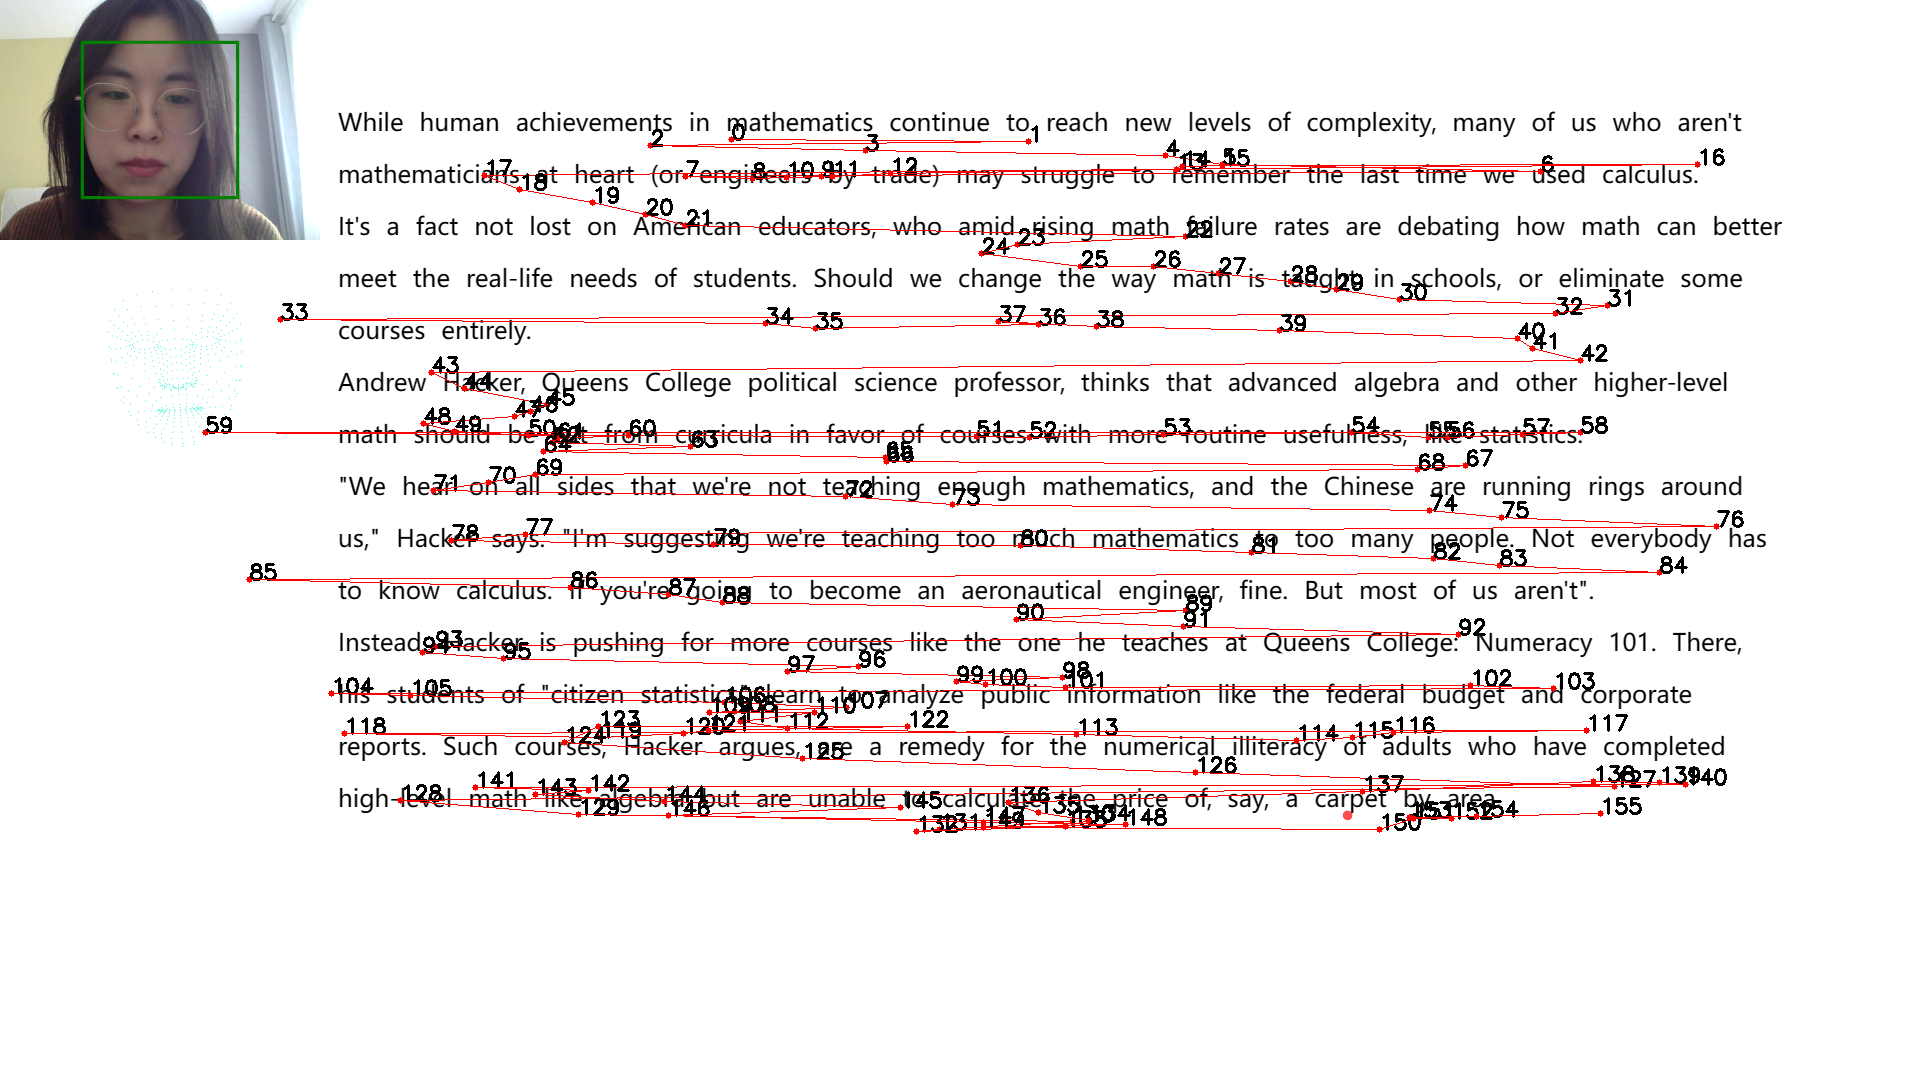 While human achievements in mathematics continue to reach new levels of complexity, many of us who aren't
mathematicians at heart (or engineers by trade) may struggle to remember the last time we used calculus.
It's a fact not lost on American educators, who amid rising math failure rates are debating how math can better
meet the real-life needs of students. Should we change the way math is taught in schools, or eliminate some
courses entirely.
Andrew Hacker, Queens College political science professor, thinks that advanced algebra and other higher-level
math should be cut from curricula in favor of courses with more routine usefulness, like statistics.
"We hear on all sides that we're not teaching enough mathematics, and the Chinese are running rings around
us," Hacker says. "I'm suggesting we're teaching too much mathematics to too many people. Not everybody has
to know calculus. If you're going to become an aeronautical engineer, fine. But most of us aren't".
Instead, Hacker is pushing for more courses like the one he teaches at Queens College: Numeracy 101. There,
his students of "citizen statistics" learn to analyze public information like the federal budget and corporate
reports. Such courses, Hacker argues, are a remedy for the numerical illiteracy of adults who have completed
high-level math like algebra but are unable to calculate the price of, say, a carpet by area.